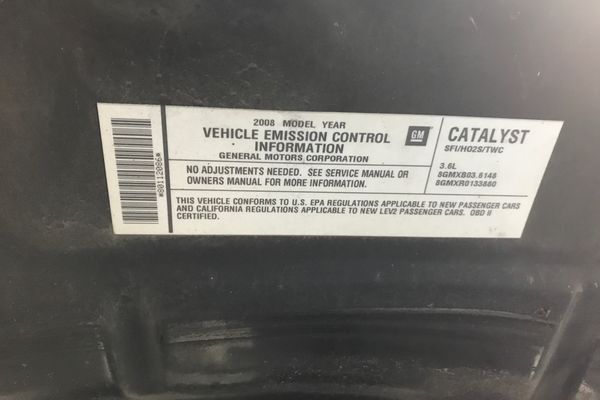 2008 MODEL YEAR
VEHICLE EMISSION CONTROL
INFORMATION
GENERAL MOTORS CORPORATION
GM
NO ADJUSTMENTS NEEDED. SEE SERVICE MANUAL OR
OWNERS MANUAL FOR MORE INFORMATION.
THIS VEHICLE CONFORMS TO U.S. EPA REGULATIONS APPLICABLE TO NEW PASSENGER CARS
AND CALIFORNIA REGULATIONS APPLICABLE TO NEW LEV2 PASSENGER CARS. OBD II
CERTIFIED.
CATALYST
SFI/HO2S/TWC
3.6L
8GMXB03.6148
8GMXR0133880
*80112086*